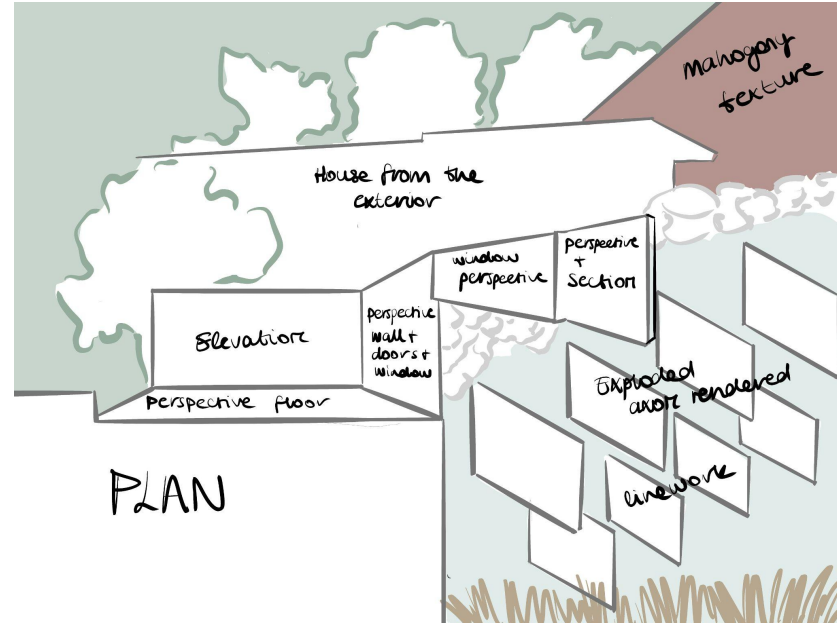 Mahogony
texture
House from the
exterior
window
perspective
perspective
+
Section
Elevation
perspective
wall +
doors +
window
perspective floor
Exploded
axon rendered
linework
PLAN